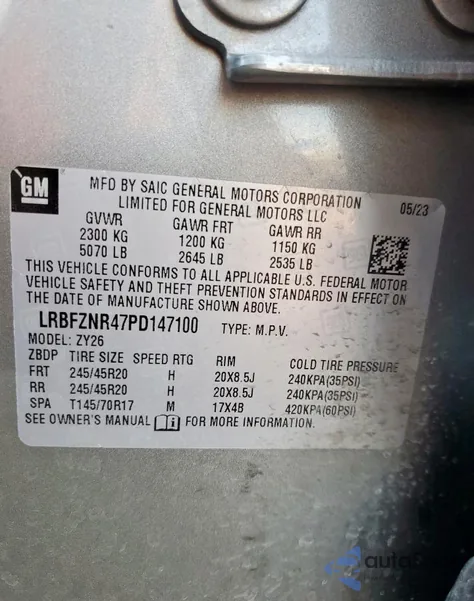 GM
MFD BY SAIC GENERAL MOTORS CORPORATION
LIMITED FOR GENERAL MOTORS LLC 05/23
GVWR GAWR FRT GAWR RR
2300 KG 1200 KG 1150 KG
5070 LB 2645 LB 2535 LB
THIS VEHICLE CONFORMS TO ALL APPLICABLE U.S. FEDERAL MOTOR
VEHICLE SAFETY AND THEFT PREVENTION STANDARDS IN EFFECT ON
THE DATE OF MANUFACTURE SHOWN ABOVE.
LRBFZNR47PD147100 TYPE: M.P.V.
MODEL: ZY26
ZBDP TIRE SIZE SPEED RTG RIM COLD TIRE PRESSURE
FRT 245/45R20 H 20X8.5J 240KPA(35PSI)
RR 245/45R20 H 20X8.5J 240KPA(35PSI)
SPA T145/70R17 M 17X4B 420KPA(60PSI)
SEE OWNER'S MANUAL FOR MORE INFORMATION.